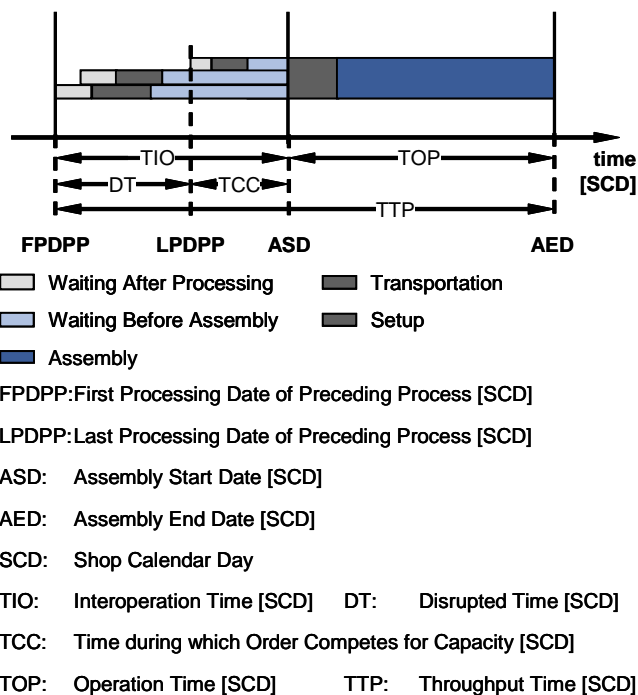 TIO TOP time
DT TCC [SCD]
TTP
FPDPP LPDPP ASD AED
Waiting After Processing Transportation
Waiting Before Assembly Setup
Assembly
FPDPP:First Processing Date of Preceding Process [SCD]
LPDPP:Last Processing Date of Preceding Process [SCD]
ASD: Assembly Start Date [SCD]
AED: Assembly End Date [SCD]
SCD: Shop Calendar Day
TIO: Interoperation Time [SCD] DT: Disrupted Time [SCD]
TCC: Time during which Order Competes for Capacity [SCD]
TOP: Operation Time [SCD] TTP: Throughput Time [SCD]